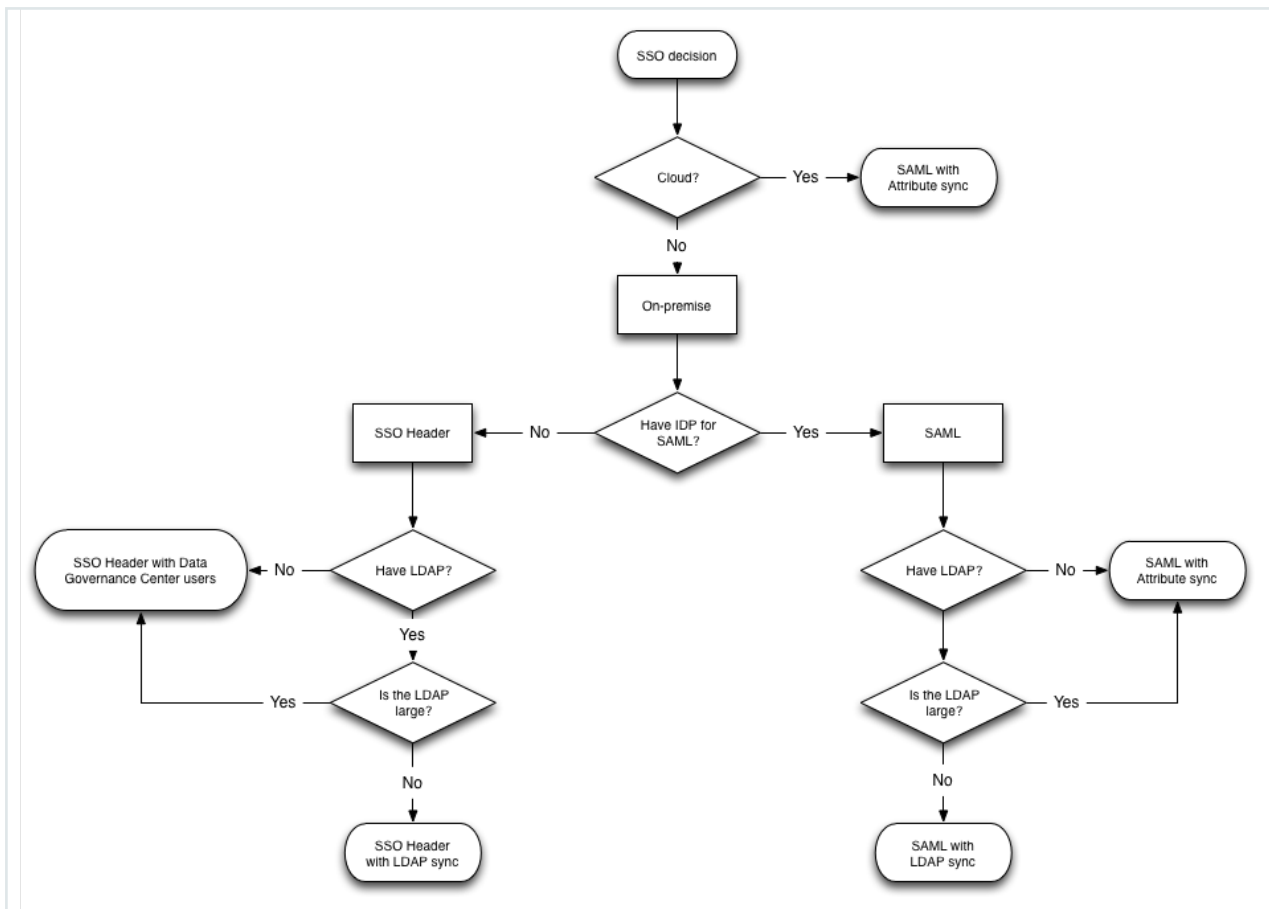 SSO decision
Cloud?
Yes
SAML with
Attribute sync
No
On-premise
SSO Header
No
Have IDP for
SAML?
Yes
SAML
SSO Header with Data
Governance Center users
No
Have LDAP?
Have LDAP?
No
SAML with
Attribute sync
Yes
Yes
Is the LDAP
large?
Is the LDAP
large?
Yes
No
No
SSO Header
with LDAP sync
SAML with
LDAP sync